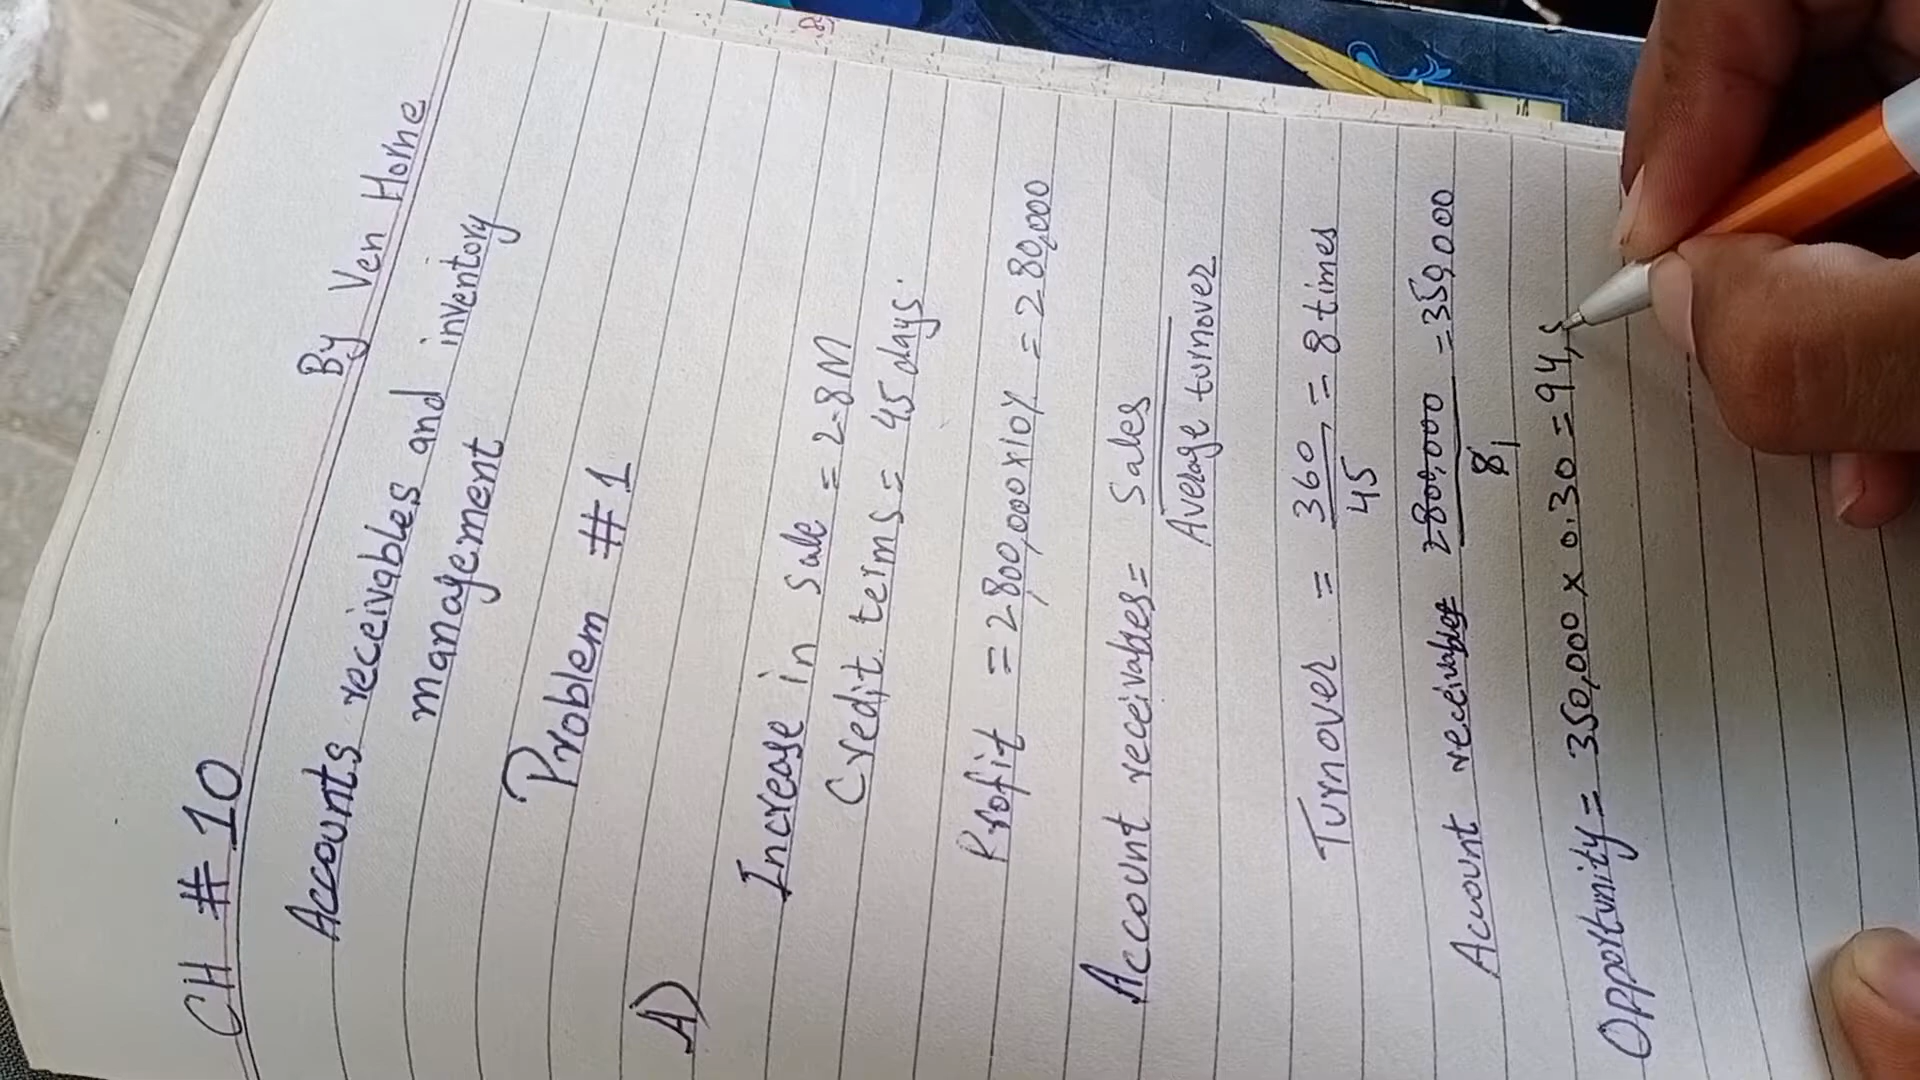 CH # 10
By Ven Horne
Accounts receivables and inventory
management
Problem # 1
A)
Increase in sale = 2.8M
Credit terms = 45 days.
Profit = 2800,000x10% = 280,000
Account receivables = Sales
Average turnover
Turnover = 360 = 8 times
45
Account receivables 2800,000 = 350,000
8
Opportunity = 350,000 x 0.30 = 94,